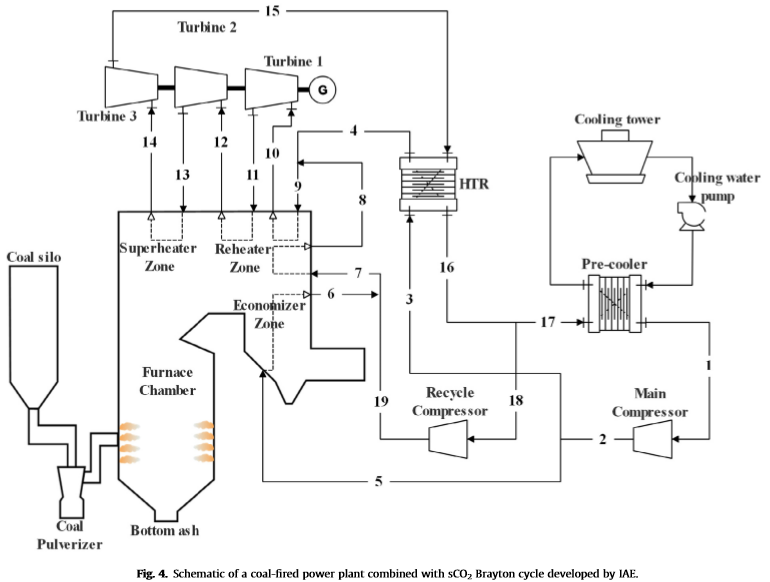 15
Turbine 2
Turbine 1
G
Turbine 3
14
13
12
11
10
9
4
8
HTR
Cooling tower
Cooling water
pump
Superheater
Zone
Reheater
Zone
Coal silo
7
6
Economizer
Zone
16
3
Pre-cooler
17
1
Furnace
Chamber
19
Recycle
Compressor
18
Main
Compressor
2
5
Coal
Pulverizer
Bottom ash
Fig. 4. Schematic of a coal-fired power plant combined with sCO₂ Brayton cycle developed by IAE.